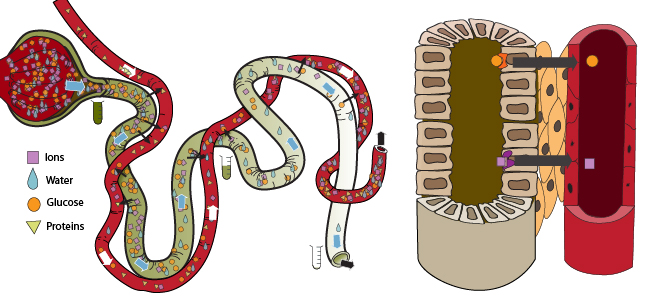 Ions
Water
Glucose
Proteins